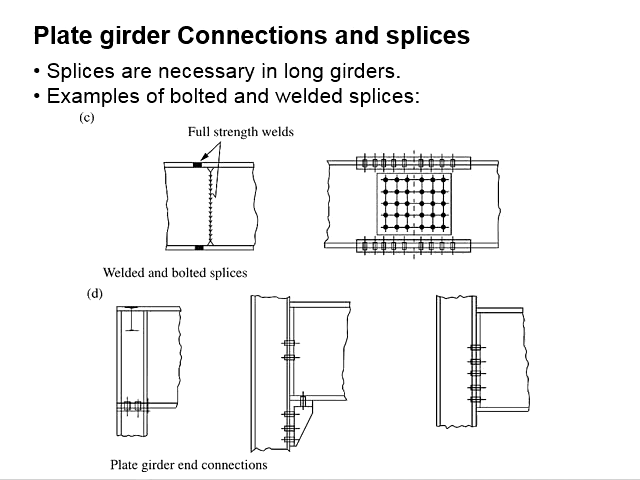 Plate girder Connections and splices
• Splices are necessary in long girders.
• Examples of bolted and welded splices:
(c)
Full strength welds
Welded and bolted splices
(d)
Plate girder end connections